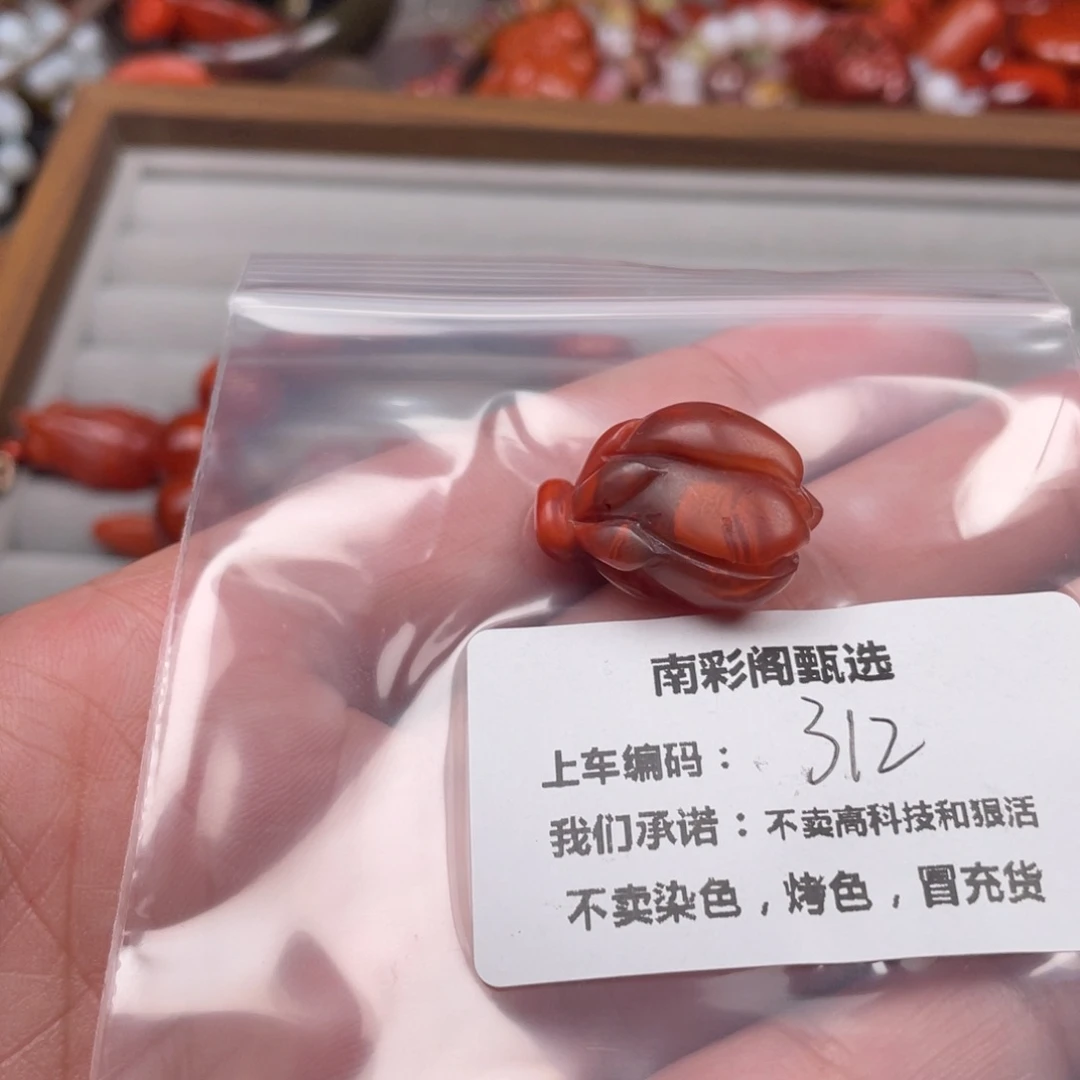 南彩阁甄选
上车编码：312
我们承诺：不卖高科技和狠活
不卖染色，烤色，冒充货